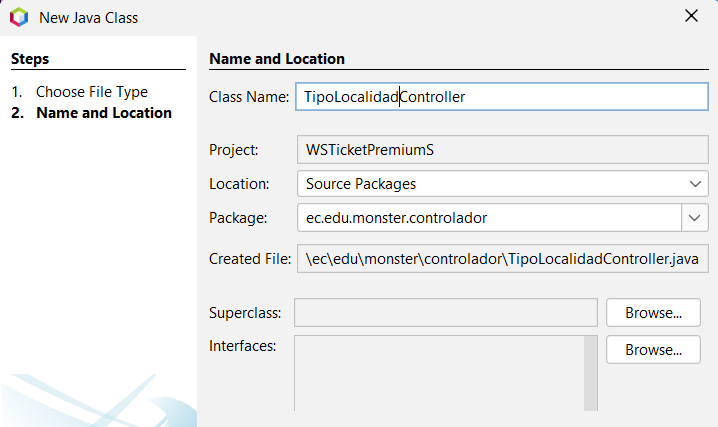 New Java Class
Steps
1. Choose File Type
2. Name and Location
Name and Location
Class Name: TipoLocalidadController
Project: WSTicketPremiumS
Location: Source Packages
Package: ec.edu.monster.controlador
Created File: \ec\edu\monster\controlador\TipoLocalidadController.java
Superclass: Browse...
Interfaces: Browse...